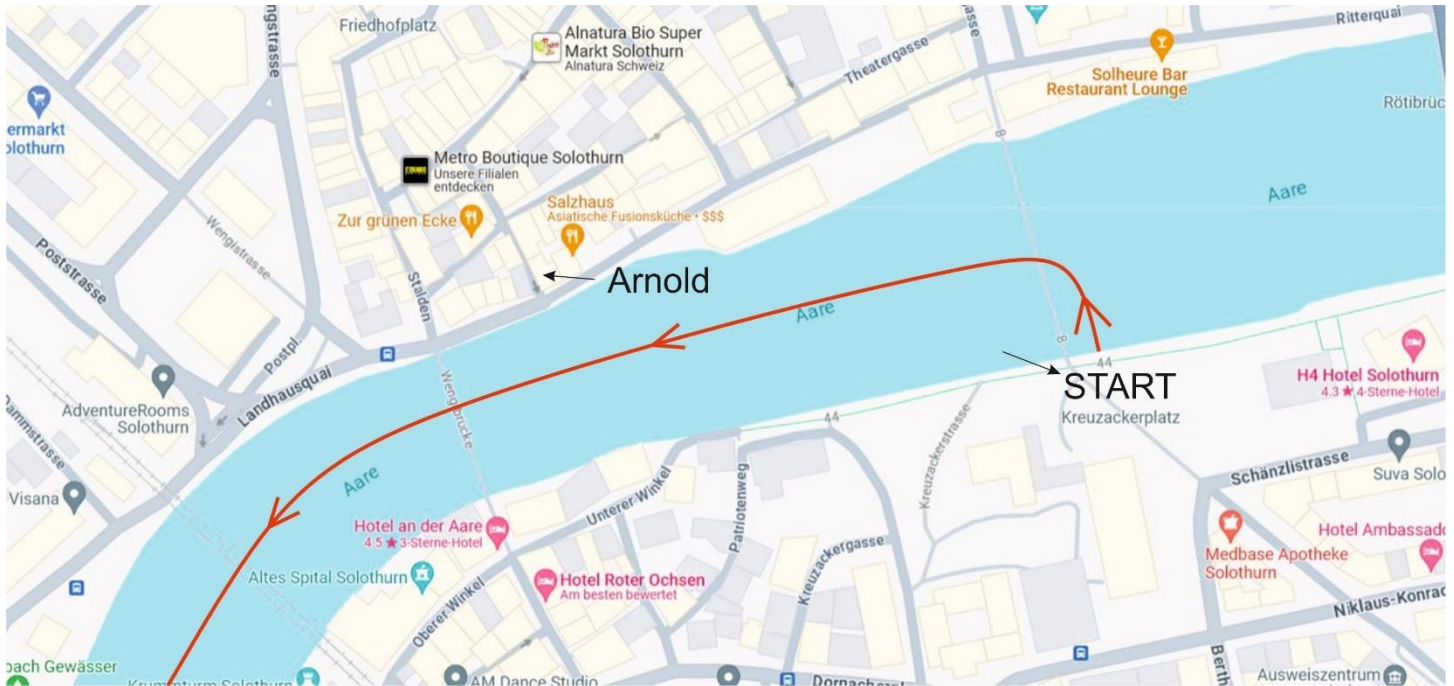 Friedhofplatz
Alnatura Bio Super
Markt Solothurn
Alnatura Schweiz
Theatergasse
Ritterquai
Solheure Bar
Restaurant Lounge
ermarkt
olothurn
Metro Boutique Solothurn
Unsere Filialen
entdecken
8
Aare
Salzhaus
Asiatische Fusionsküche · $$$
Zur grünen Ecke
Wengistrasse
Poststrasse
Stalden
Arnold
Aare
Postpl.
Landhausquai
8
44
START
Kreuzackerplatz
H4 Hotel Solothurn
4.3 ★ 4-Sterne-Hotel
AdventureRooms
Solothurn
Wengibrücke
44
Kreuzackerstrasse
Schänzlistrasse
Suva Solo
Visana
Aare
Unterer Winkel
Patriotenweg
Hotel an der Aare
4.5 ★ 3-Sterne-Hotel
Hotel Ambassado
Medbase Apotheke
Solothurn
Altes Spital Solothurn
Hotel Roter Ochsen
Am besten bewertet
Kreuzackergasse
Oberer Winkel
Niklaus-Konrad
bach Gewässer
Krummturm Solothurn
AM Dance Studio
Ausweiszentrum